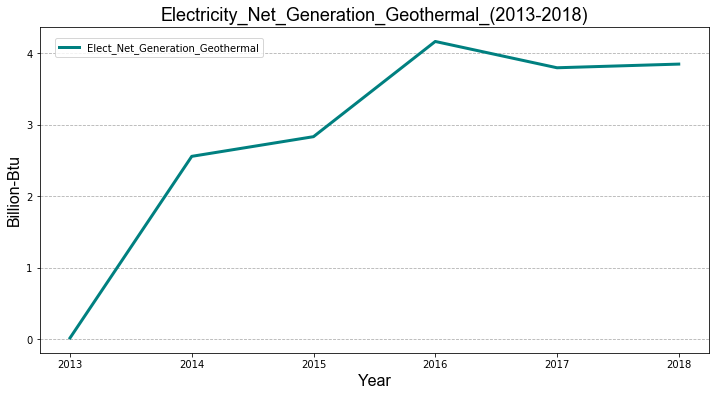 Electricity_Net_Generation_Geothermal_(2013-2018)
Elect_Net_Generation_Geothermal
Billion-Btu
4
3
2
1
0
2013 2014 2015 2016 2017 2018
Year